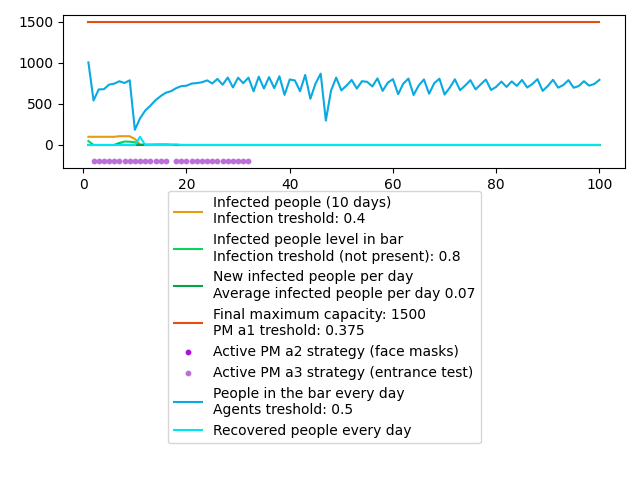 1500
1000
500
0
0 20 40 60 80 100
Infected people (10 days)
Infection treshold: 0.4
Infected people level in bar
Infection treshold (not present): 0.8
New infected people per day
Average infected people per day 0.07
Final maximum capacity: 1500
PM a1 treshold: 0.375
Active PM a2 strategy (face masks)
Active PM a3 strategy (entrance test)
People in the bar every day
Agents treshold: 0.5
Recovered people every day